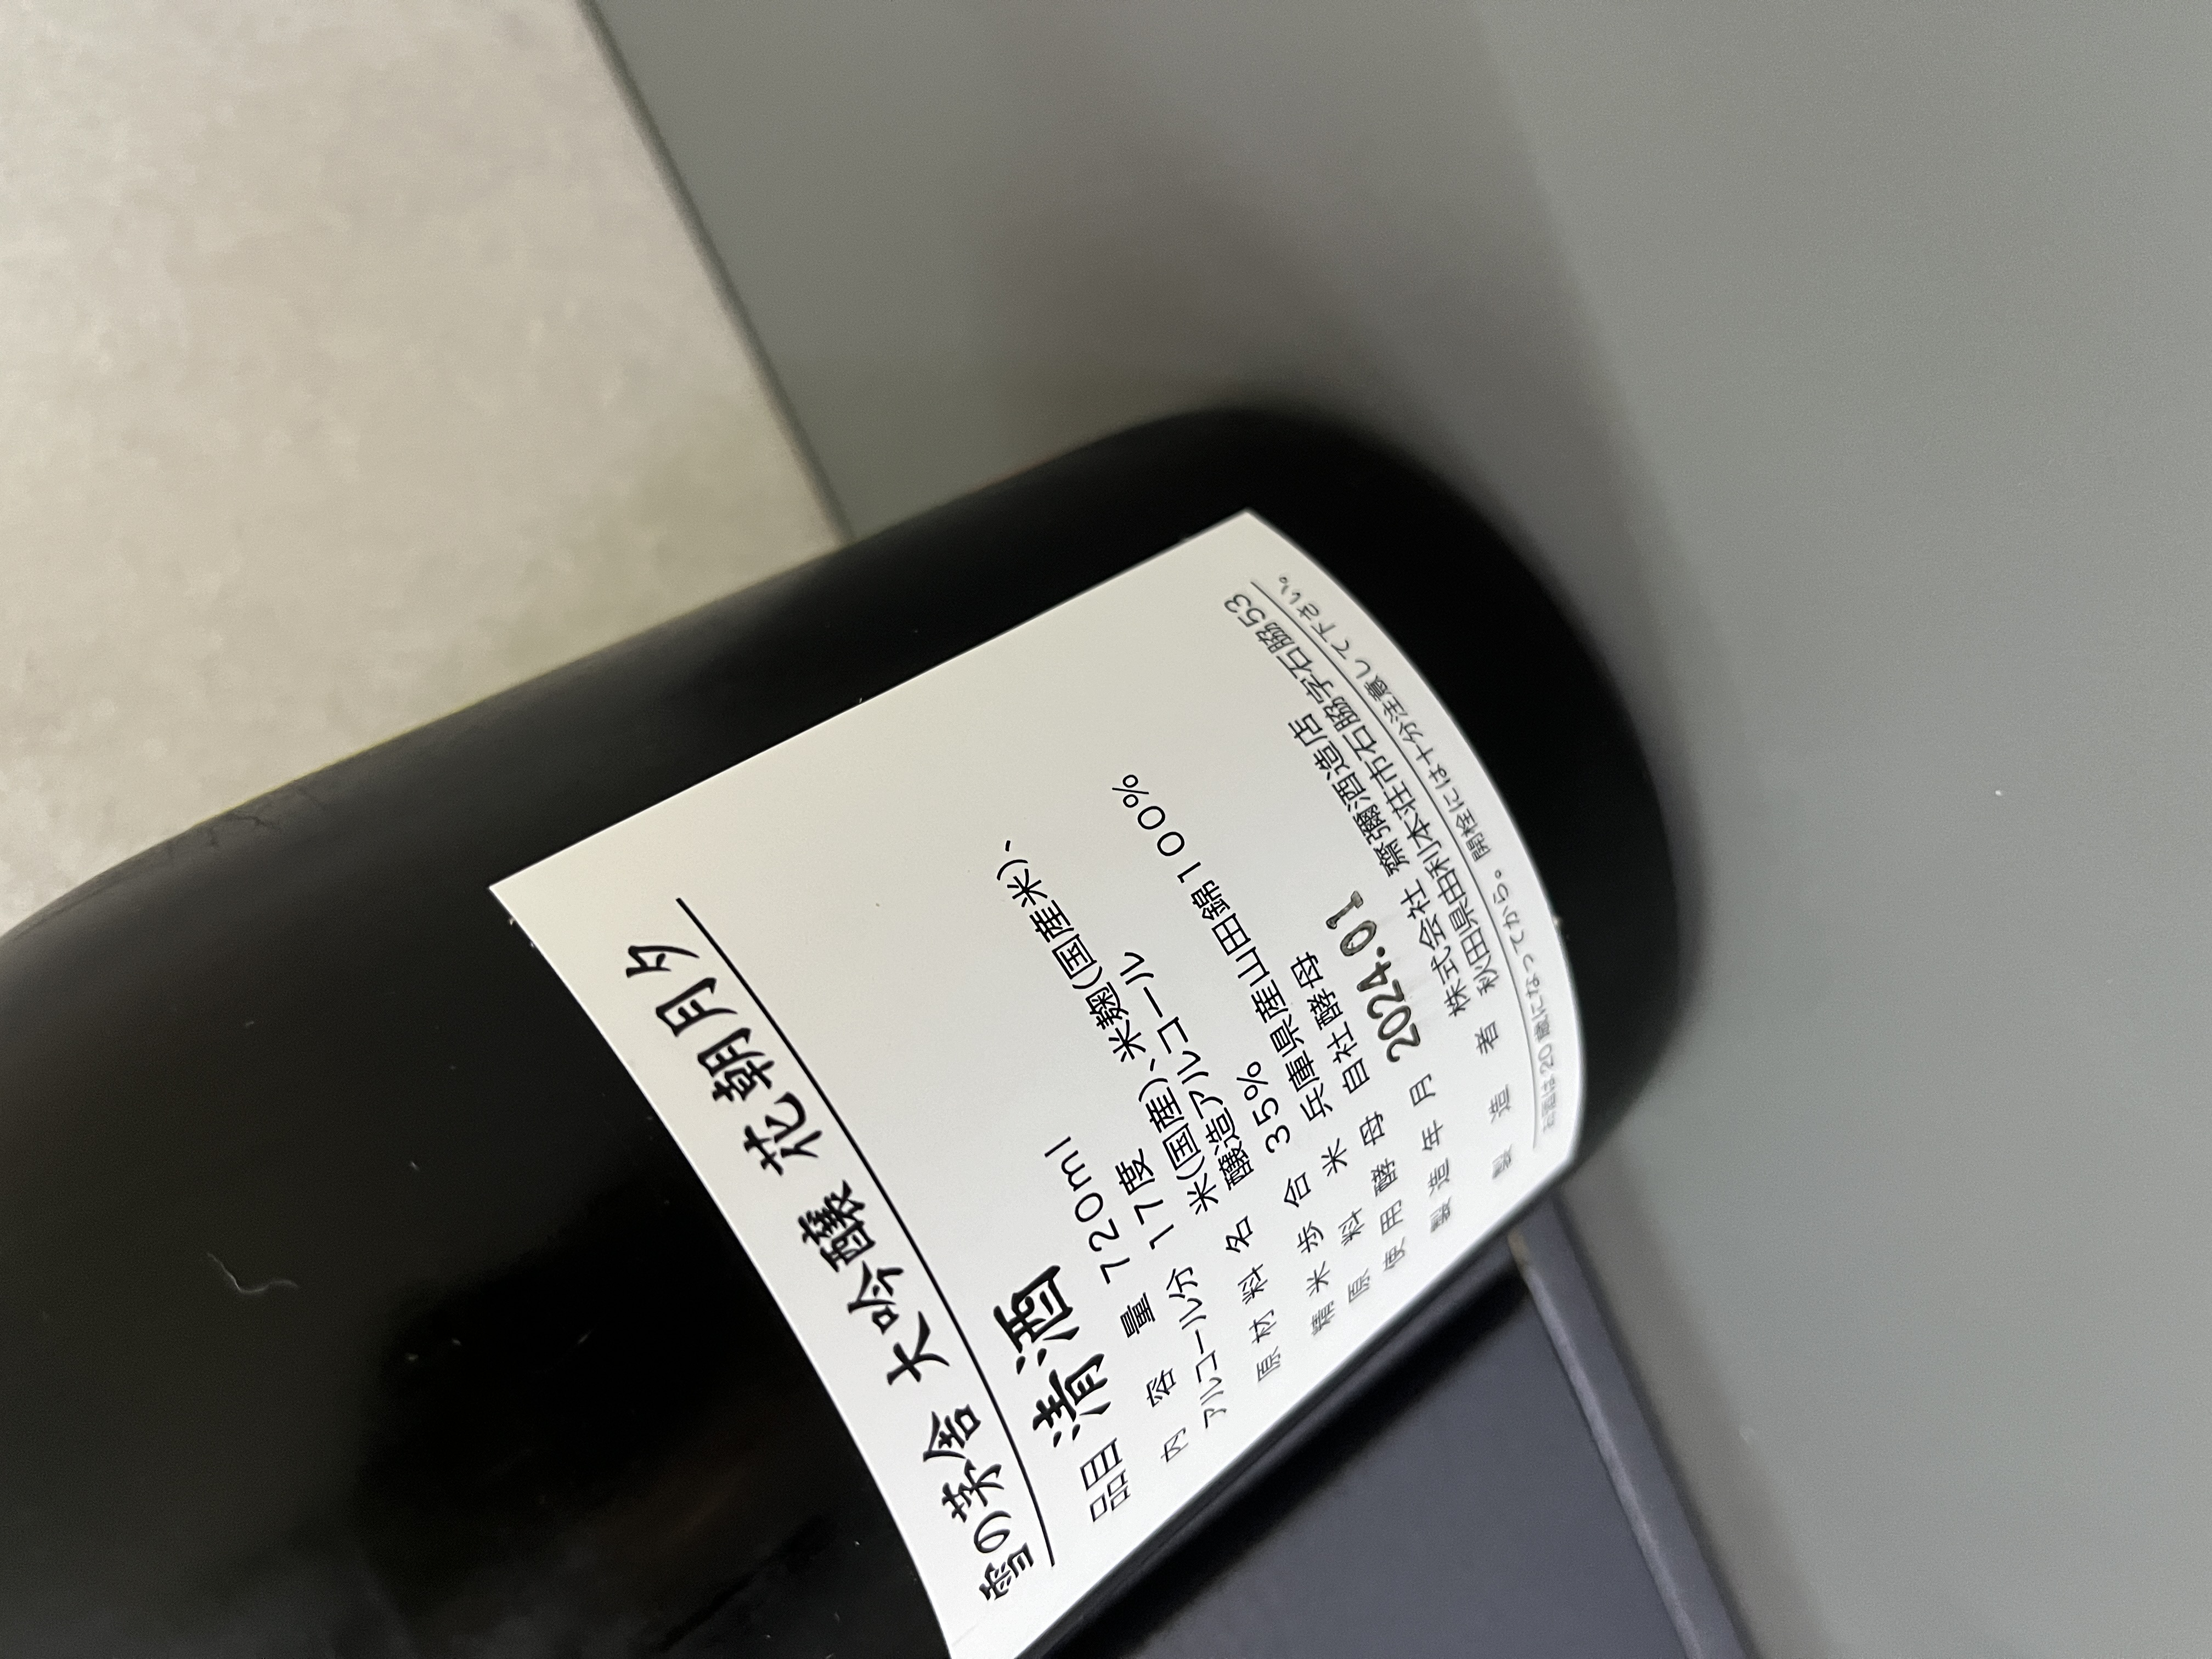 雪の茅舎 大吟醸 花朝月夕
品目 清酒
内容量 720ml
アルコール分 17度
原材料名 米(国産)、米麹(国産米)、
醸造アルコール
精米歩合 35%
原料米 兵庫県産山田錦100%
使用酵母 自社酵母
製造年月 2024.01
製造者 株式会社 齋彌酒造店
秋田県由利本荘市石脇字石脇53
お酒は20歳になってから。開栓には十分注意して下さい。